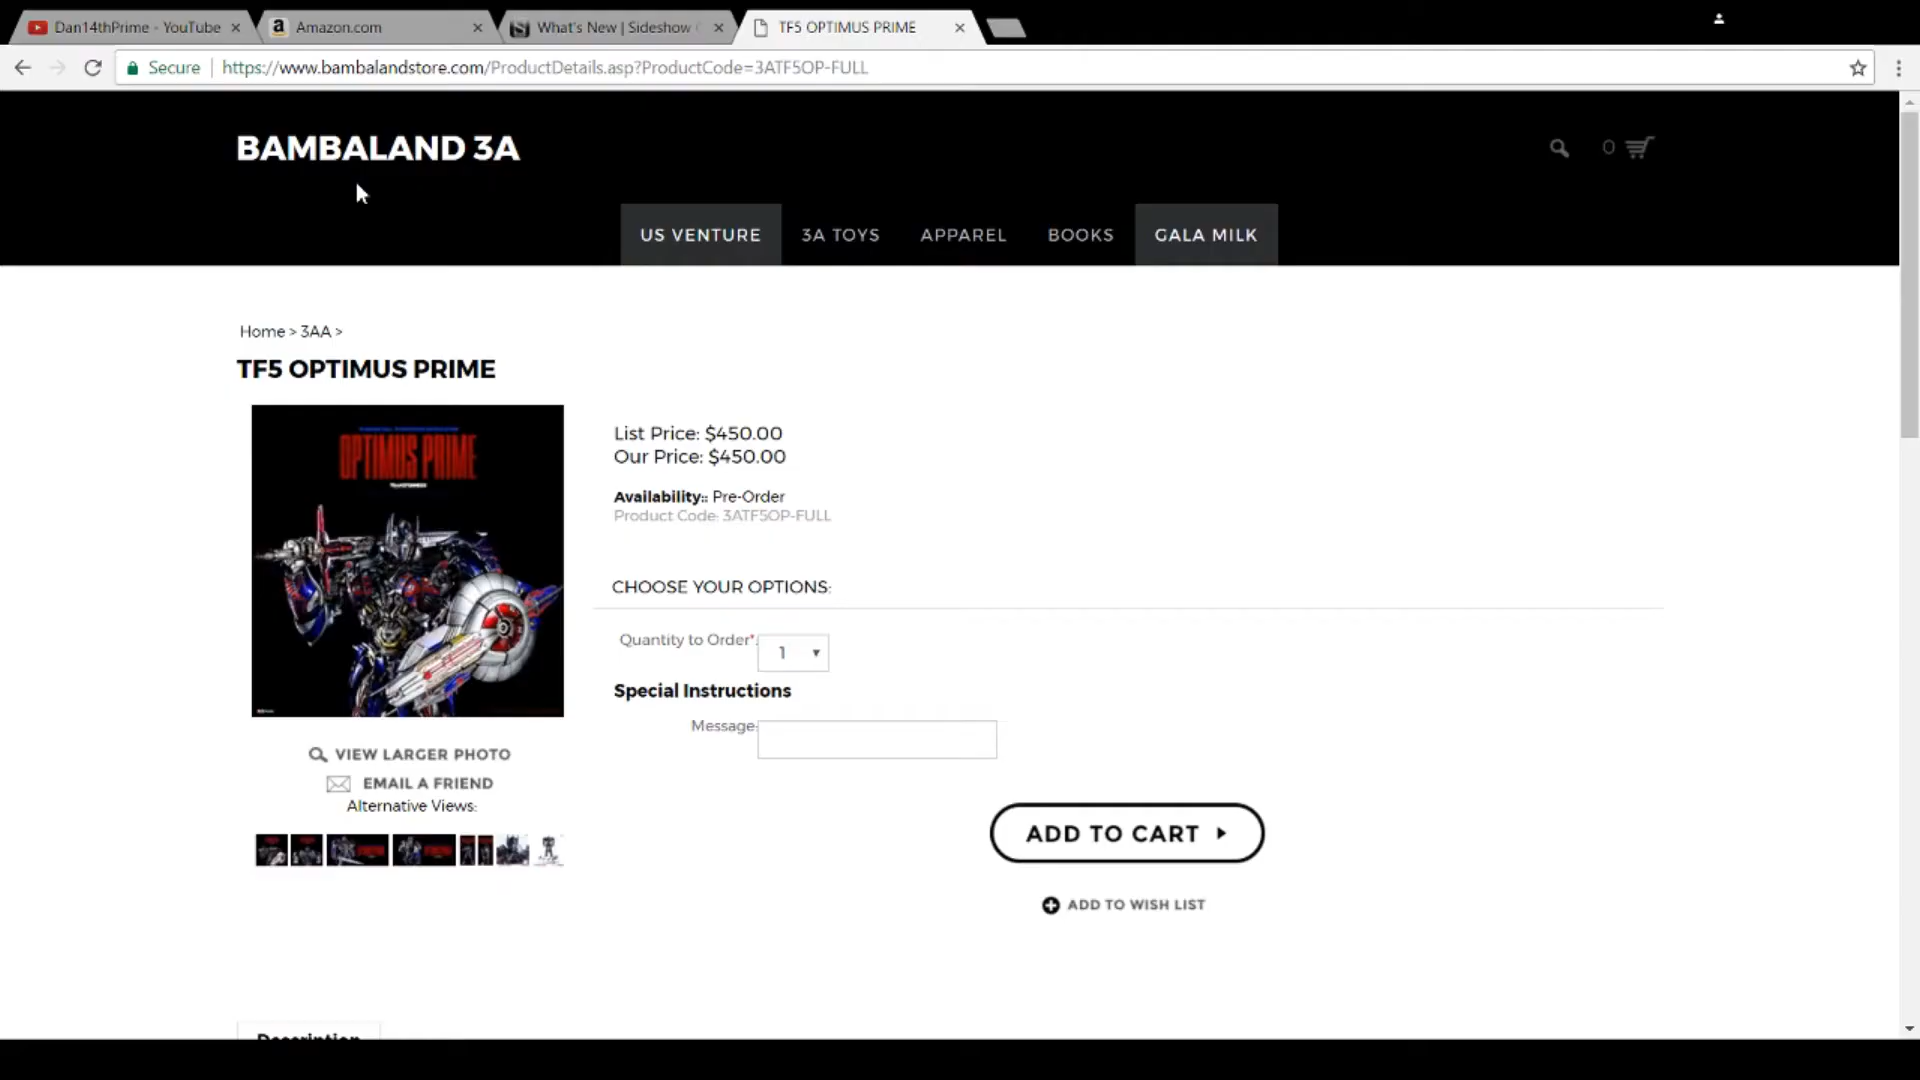 Dan14thPrime - YouTube
Amazon.com
What's New | Sideshow
TF5 OPTIMUS PRIME
Secure
https://www.bambalandstore.com/ProductDetails.asp?ProductCode=3ATF5OP-FULL
BAMBALAND 3A
0
US VENTURE
3A TOYS
APPAREL
BOOKS
GALA MILK
Home > 3AA >
TF5 OPTIMUS PRIME
OPTIMUS PRIME
List Price: $450.00
Our Price: $450.00
Availability:: Pre-Order
Product Code: 3ATF5OP-FULL
CHOOSE YOUR OPTIONS:
Quantity to Order*:
1
Special Instructions
Message:
VIEW LARGER PHOTO
EMAIL A FRIEND
Alternative Views:
ADD TO CART
ADD TO WISH LIST
Description